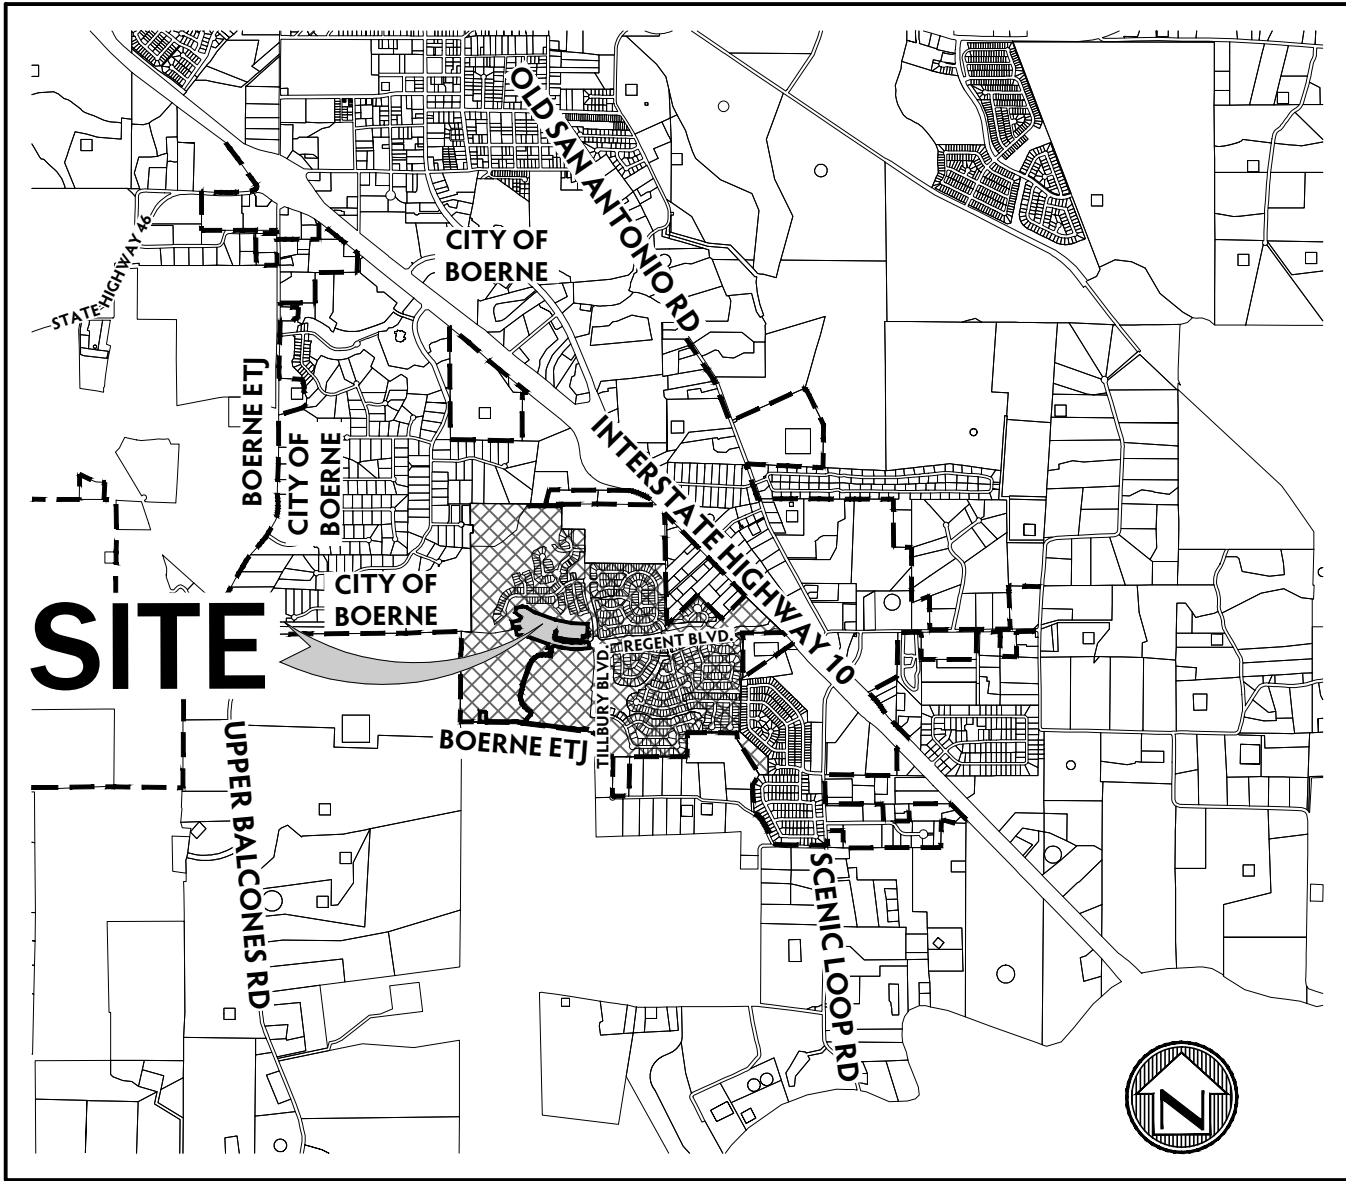 OLD SAN ANTONIO RD
STATE HIGHWAY 46
CITY OF
BOERNE
BOERNE ETJ
CITY OF
BOERNE
INTERSTATE HIGHWAY 10
CITY OF
BOERNE
SITE
REGENT BLVD.
TILLBURY BLVD.
BOERNE ETJ
UPPER BALCONES RD
SCENIC LOOP RD
N